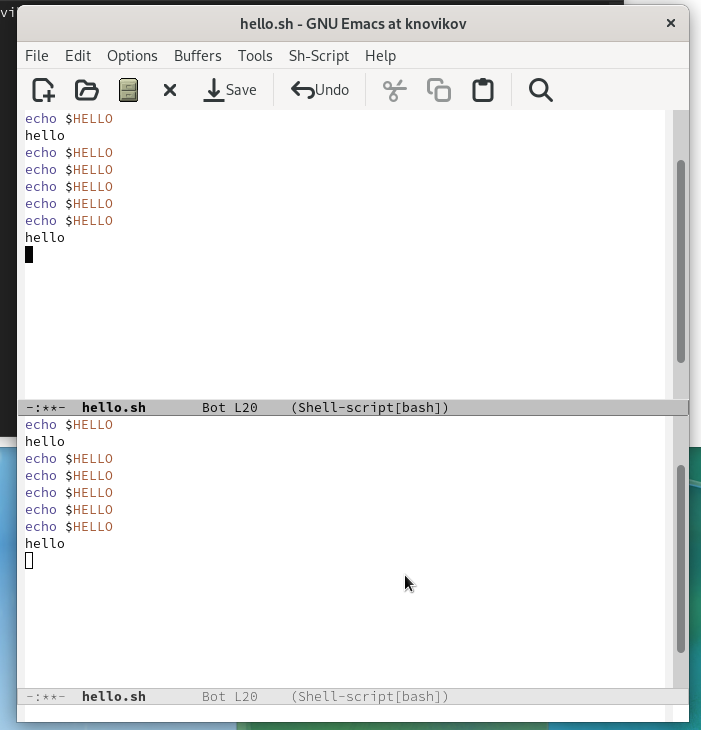 vi
hello.sh - GNU Emacs at knovikov
File Edit Options Buffers Tools Sh-Script Help
Save Undo
echo $HELLO
hello
echo $HELLO
echo $HELLO
echo $HELLO
echo $HELLO
echo $HELLO
hello
-:**- hello.sh Bot L20 (Shell-script[bash])
echo $HELLO
hello
echo $HELLO
echo $HELLO
echo $HELLO
echo $HELLO
echo $HELLO
hello
-:**- hello.sh Bot L20 (Shell-script[bash])